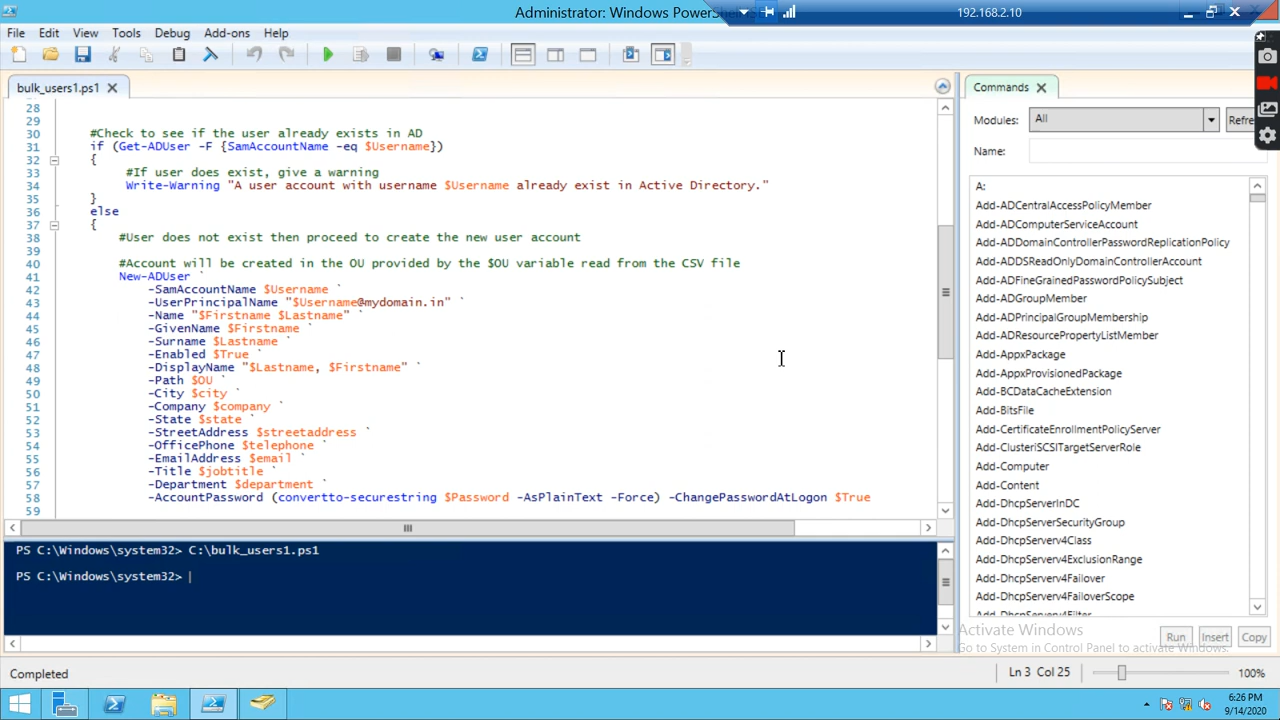 Administrator: Windows PowerShell
192.168.2.10
File Edit View Tools Debug Add-ons Help
bulk_users1.ps1
28
29
30 #Check to see if the user already exists in AD
31 if (Get-ADUser -F {SamAccountName -eq $Username})
32 {
33 #If user does exist, give a warning
34 Write-Warning "A user account with username $Username already exist in Active Directory."
35 }
36 else
37 {
38 #User does not exist then proceed to create the new user account
39
40 #Account will be created in the OU provided by the $OU variable read from the CSV file
41 New-ADUser `
42 -SamAccountName $Username `
43 -UserPrincipalName "$Username@mydomain.in" `
44 -Name "$Firstname $Lastname" `
45 -GivenName $Firstname `
46 -Surname $Lastname `
47 -Enabled $True `
48 -DisplayName "$Lastname, $Firstname" `
49 -Path $OU `
50 -City $city `
51 -Company $company `
52 -State $state `
53 -StreetAddress $streetaddress `
54 -OfficePhone $telephone `
55 -EmailAddress $email `
56 -Title $jobtitle `
57 -Department $department `
58 -AccountPassword (convertto-securestring $Password -AsPlainText -Force) -ChangePasswordAtLogon $True
59
PS C:\Windows\system32> C:\bulk_users1.ps1
PS C:\Windows\system32>
Commands
Modules: All
Name:
A:
Add-ADCentralAccessPolicyMember
Add-ADComputerServiceAccount
Add-ADDomainControllerPasswordReplicationPolicy
Add-ADDSReadOnlyDomainControllerAccount
Add-ADFineGrainedPasswordPolicySubject
Add-ADGroupMember
Add-ADPrincipalGroupMembership
Add-ADResourcePropertyListMember
Add-AppxPackage
Add-AppxProvisionedPackage
Add-BCDataCacheExtension
Add-BitsFile
Add-CertificateEnrollmentPolicyServer
Add-ClusteriSCSITargetServerRole
Add-Computer
Add-Content
Add-DhcpServerInDC
Add-DhcpServerSecurityGroup
Add-DhcpServerv4Class
Add-DhcpServerv4ExclusionRange
Add-DhcpServerv4Failover
Add-DhcpServerv4FailoverScope
Add-DhcpServerv4Filter
Activate Windows
Go to System in Control Panel to activate Windows.
Run Insert Copy
Completed
Ln 3 Col 25
100%
6:26 PM
9/14/2020